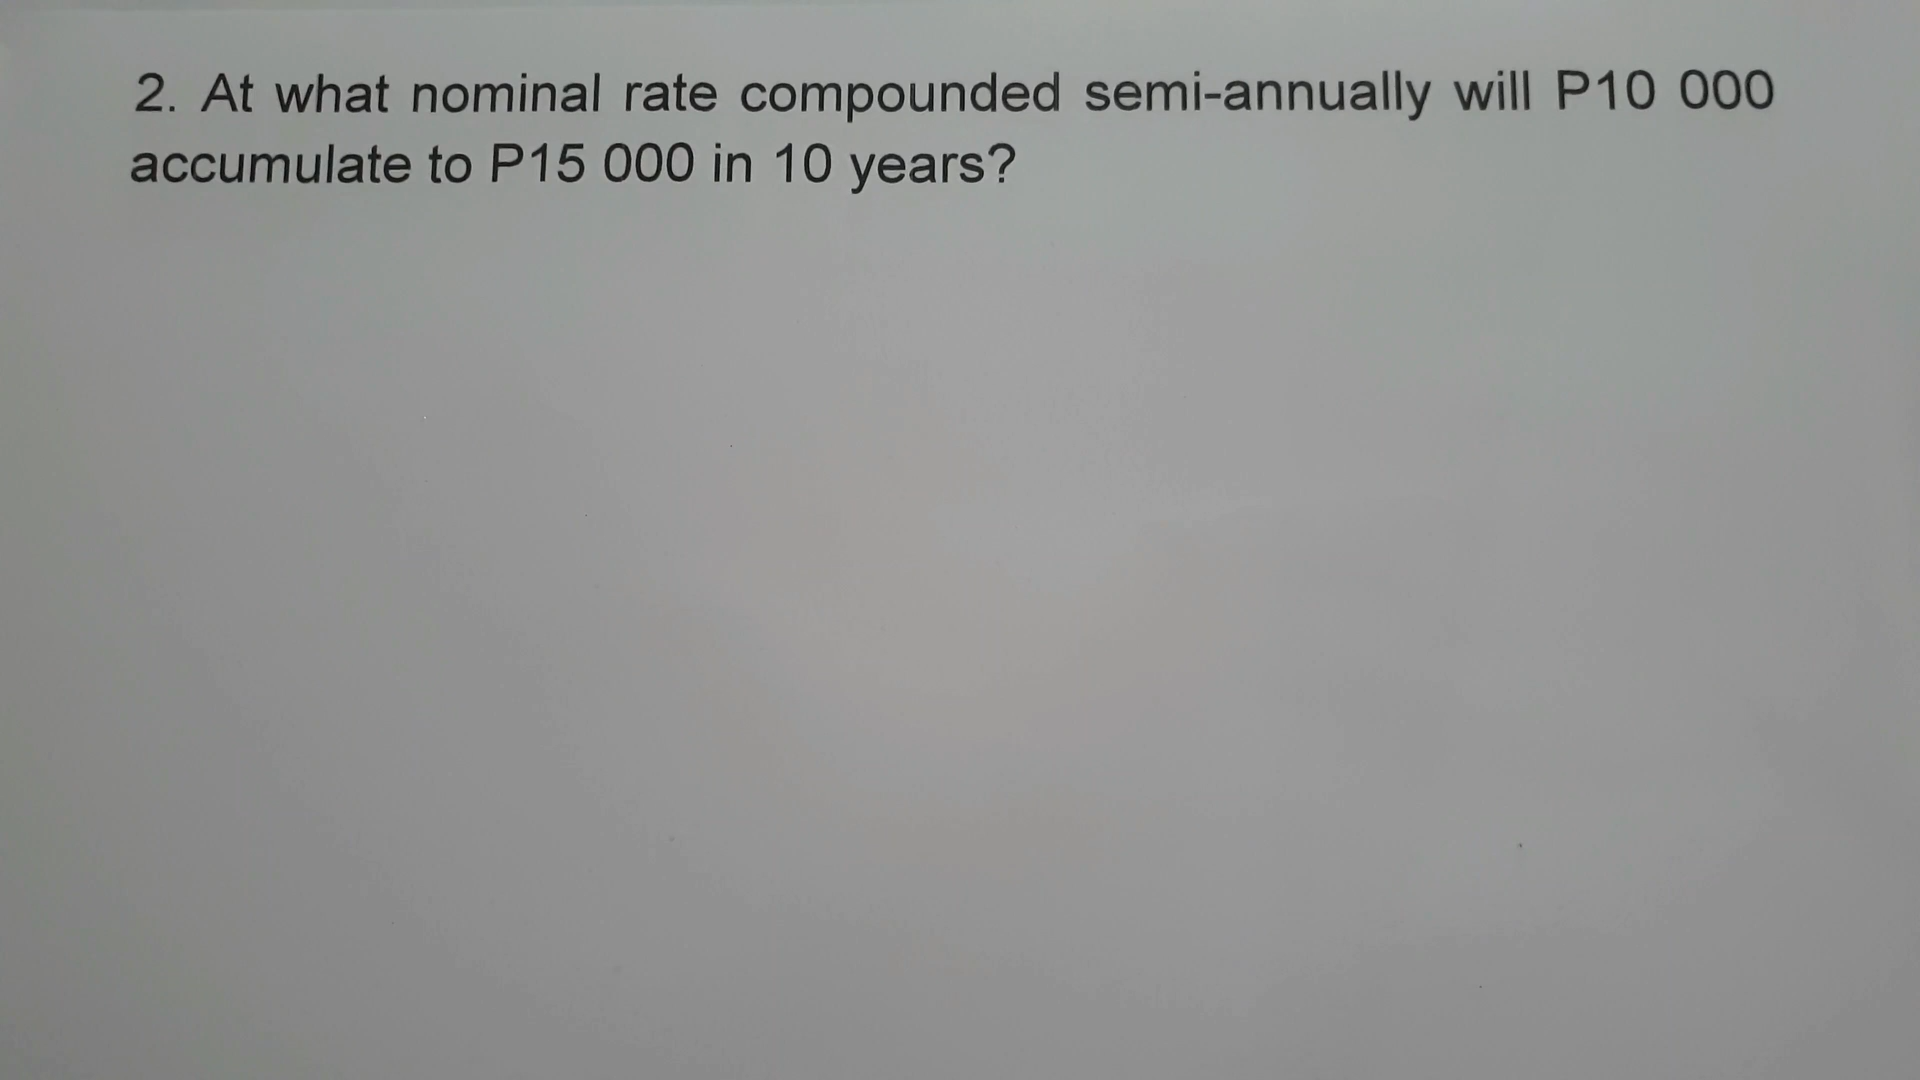 2. At what nominal rate compounded semi-annually will P10 000
accumulate to P15 000 in 10 years?